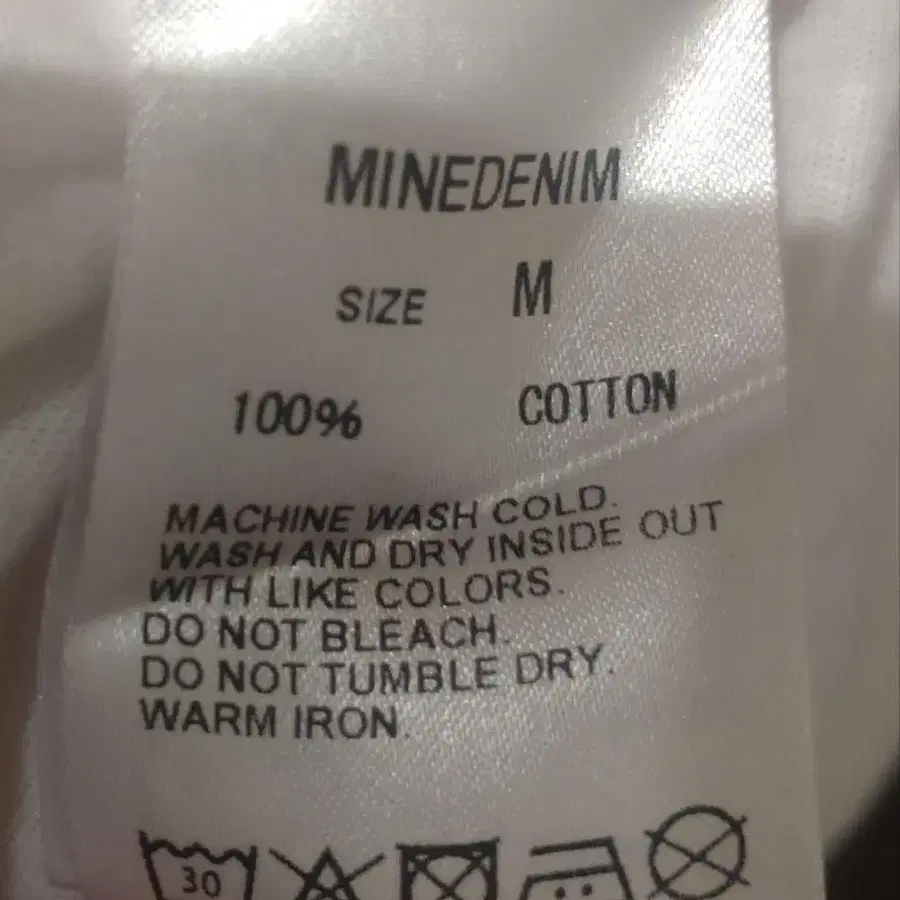 MINEDENIM
SIZE M
100% COTTON
MACHINE WASH COLD.
WASH AND DRY INSIDE OUT
WITH LIKE COLORS.
DO NOT BLEACH.
DO NOT TUMBLE DRY.
WARM IRON.
30